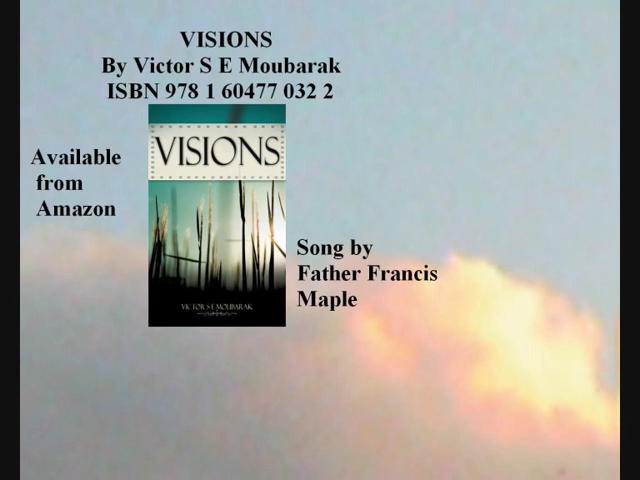 VISIONS
By Victor S E Moubarak
ISBN 978 1 60477 032 2
VISIONS
VICTOR S E MOUBARAK
Available
from
Amazon
Song by
Father Francis
Maple